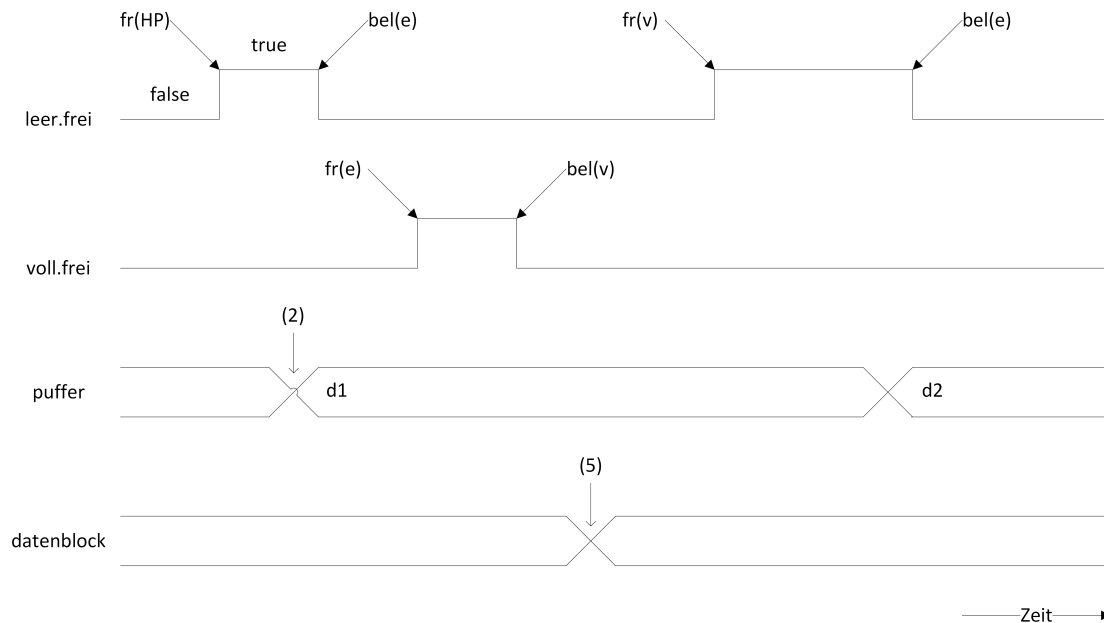 fr(HP) bel(e) fr(v) bel(e)
true
false
leer.frei
fr(e) bel(v)
voll.frei
(2)
puffer d1 d2
(5)
datenblock
Zeit